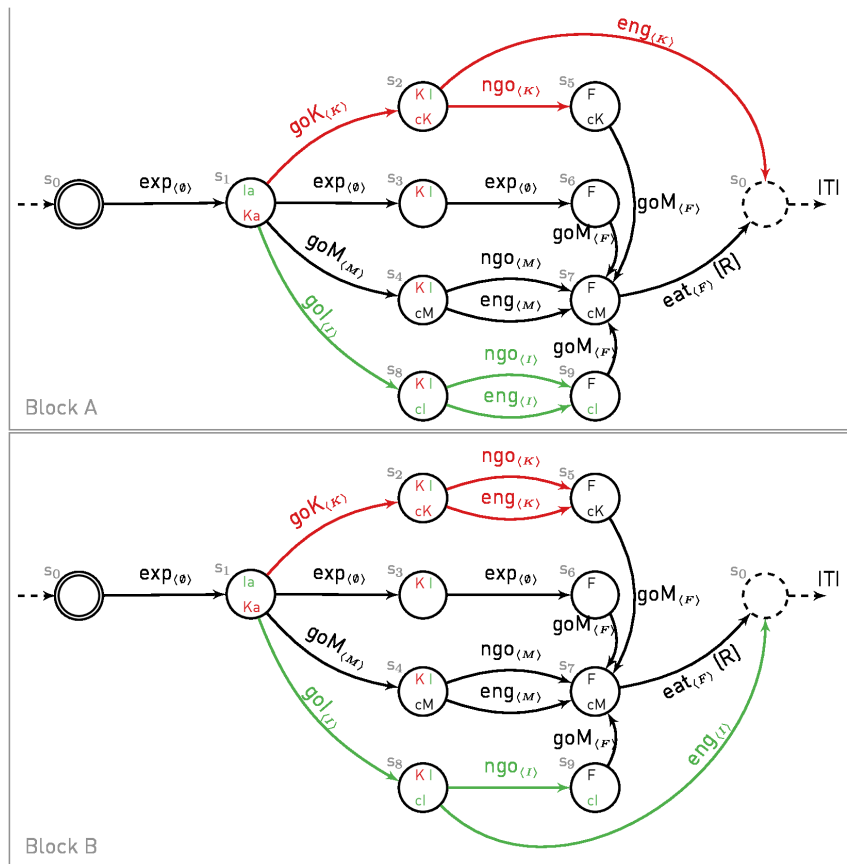 eng⟨K⟩
s₂ K I cK
ngo⟨K⟩
s₅ F cK
goK⟨K⟩
s₀
exp⟨ø⟩
s₁ Ia Ka
exp⟨ø⟩
s₃ K I
exp⟨ø⟩
s₆ F
goM⟨F⟩
s₀
ITI
goM⟨F⟩
goM⟨M⟩
s₄ K I cM
ngo⟨M⟩
eng⟨M⟩
s₇ F cM
eat⟨F⟩ (R)
goI⟨I⟩
s₈ K I cI
ngo⟨I⟩
eng⟨I⟩
goM⟨F⟩
s₉ F cI
Block A
s₂ K I cK
ngo⟨K⟩
eng⟨K⟩
s₅ F cK
goK⟨K⟩
s₀
exp⟨ø⟩
s₁ Ia Ka
exp⟨ø⟩
s₃ K I
exp⟨ø⟩
s₆ F
goM⟨F⟩
s₀
ITI
goM⟨F⟩
goM⟨M⟩
s₄ K I cM
ngo⟨M⟩
eng⟨M⟩
s₇ F cM
eat⟨F⟩ (R)
goI⟨I⟩
s₈ K I cI
ngo⟨I⟩
goM⟨F⟩
s₉ F cI
eng⟨I⟩
Block B